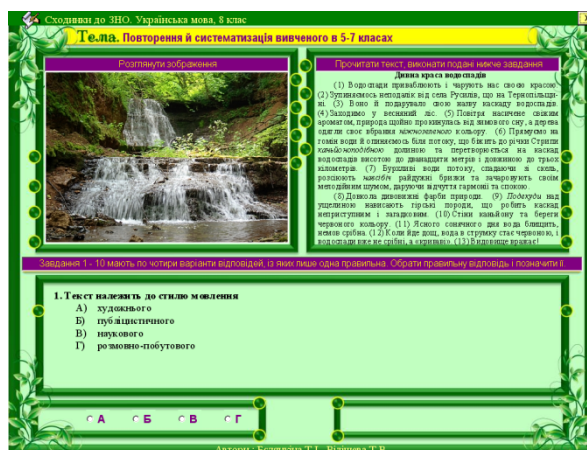 Сходинки до ЗНО. Українська мова, 8 клас
Тема. Повторення й систематизація вивченого в 5-7 класах
Розглянути зображення
Прочитати текст, виконати подані нижче завдання
Дивна краса водоспадів
(1) Водоспади приваблюють і чарують нас своєю красою.
(2) Зупиняємось неподалік від села Русилів, що на Тернопільщи-
ні. (3) Воно й подарувало свою назву каскаду водоспадів.
(4) Заходимо у весняний ліс. (5) Повітря насичене свіжим
ароматом, природа щойно прокинулась від зимового сну, а дерева
одягли своє вбрання ніжнозеленого кольору. (6) Прямуємо на
гомін води й опиняємось біля потоку, що біжить до річки Стрипи
каньйоноподібною долиною та перетворюється на каскад
водоспадів висотою до дванадцяти метрів і довжиною до трьох
кілометрів. (7) Бурхливі води потоку, спадаючи зі скель,
розсіюють навсібіч райдужні бризки та зачаровують своїм
мелодійним шумом, даруючи відчуття гармонії та спокою.
(8) Довкола дивовижні фарби природи. (9) Подекуди над
ущелиною нависають гірські породи, що робить каскад
неприступним і загадковим. (10) Стіни каньйону та береги
червоного кольору. (11) Ясного сонячного дня вода блищить,
немов срібна. (12) Коли йде дощ, вода в струмку стає червоною, і
водоспади вже не срібні, а «криваві». (13) Видовище вражає!
Завдання 1 - 10 мають по чотири варіанти відповідей, із яких лише одна правильна. Обрати правильну відповідь і позначити її.
1. Текст належить до стилю мовлення
А) художнього
Б) публіцистичного
В) наукового
Г) розмовно-побутового
А Б В Г